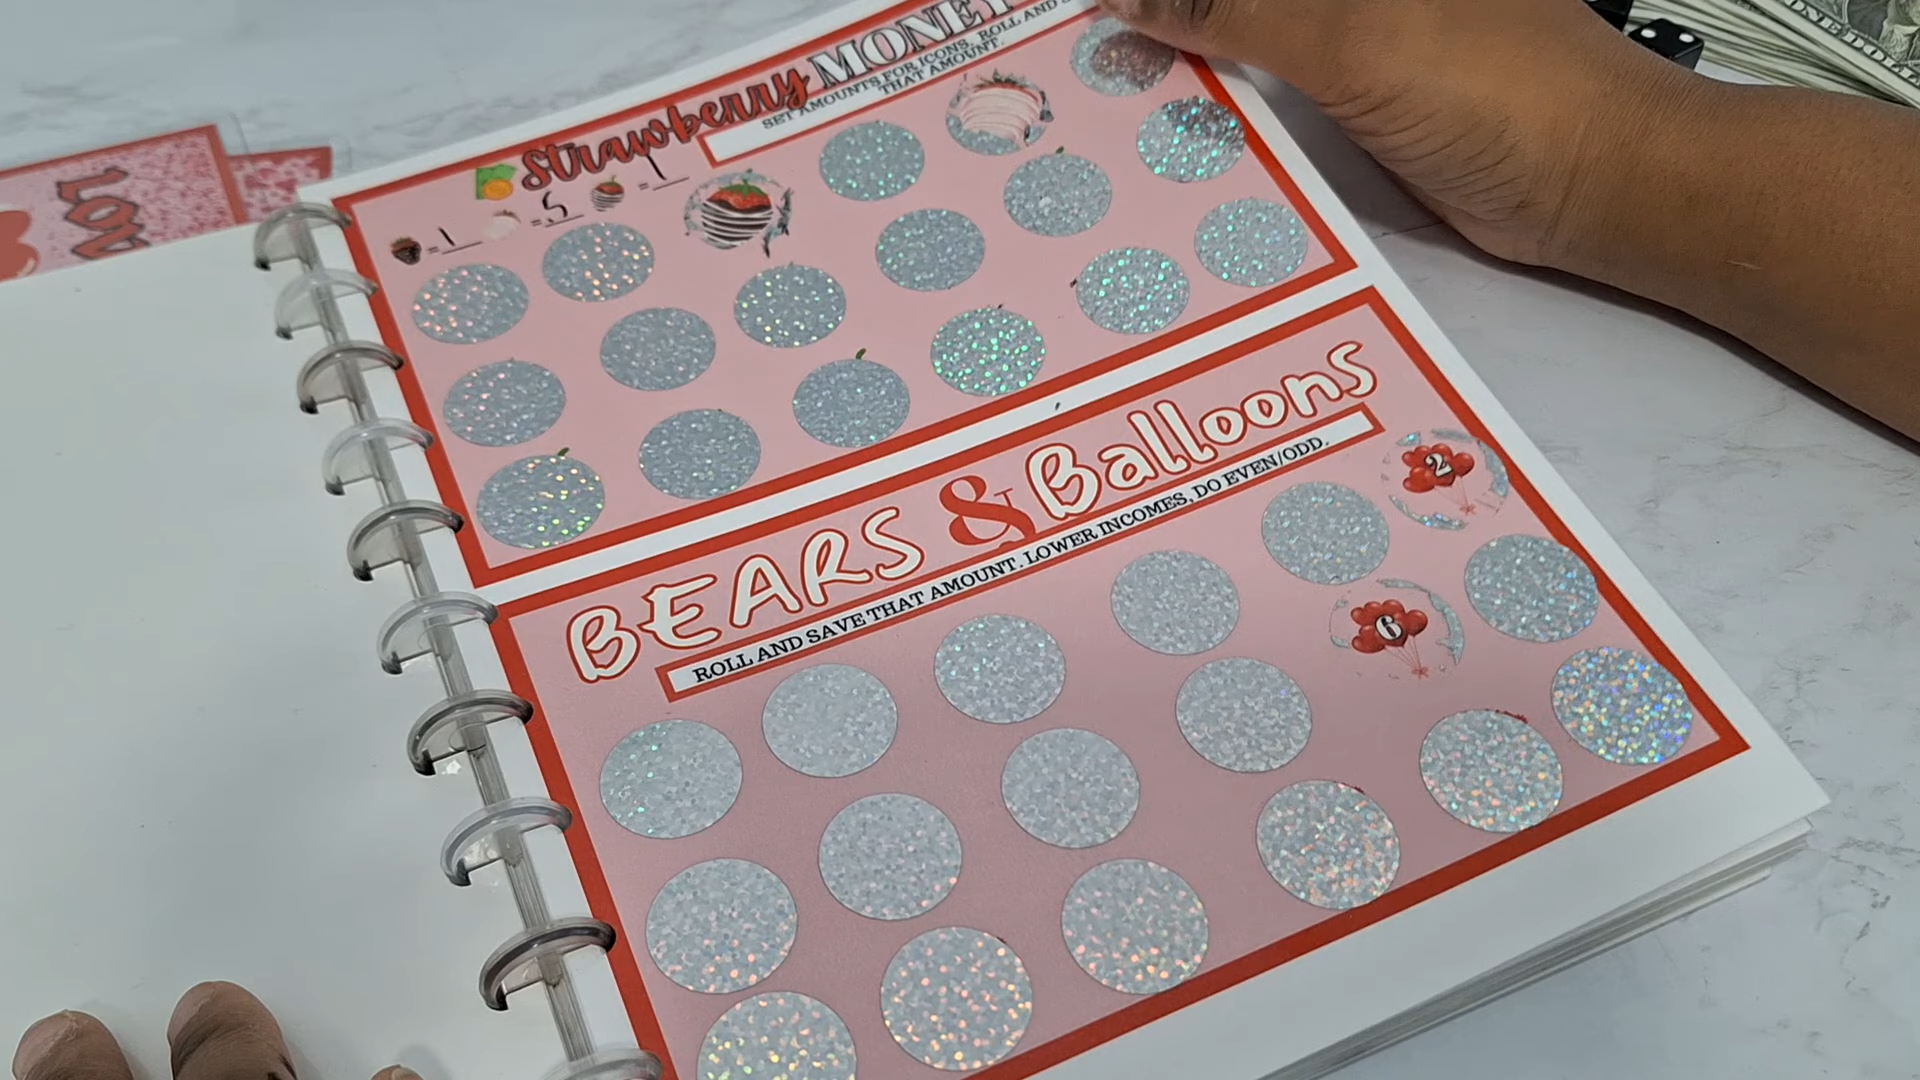 LOV
Strawberry MONEY
SET AMOUNTS FOR ICONS. ROLL AND
THAT AMOUNT.
=1 =5 =1
BEARS & Balloons
ROLL AND SAVE THAT AMOUNT. LOWER INCOMES, DO EVEN/ODD.
2
6